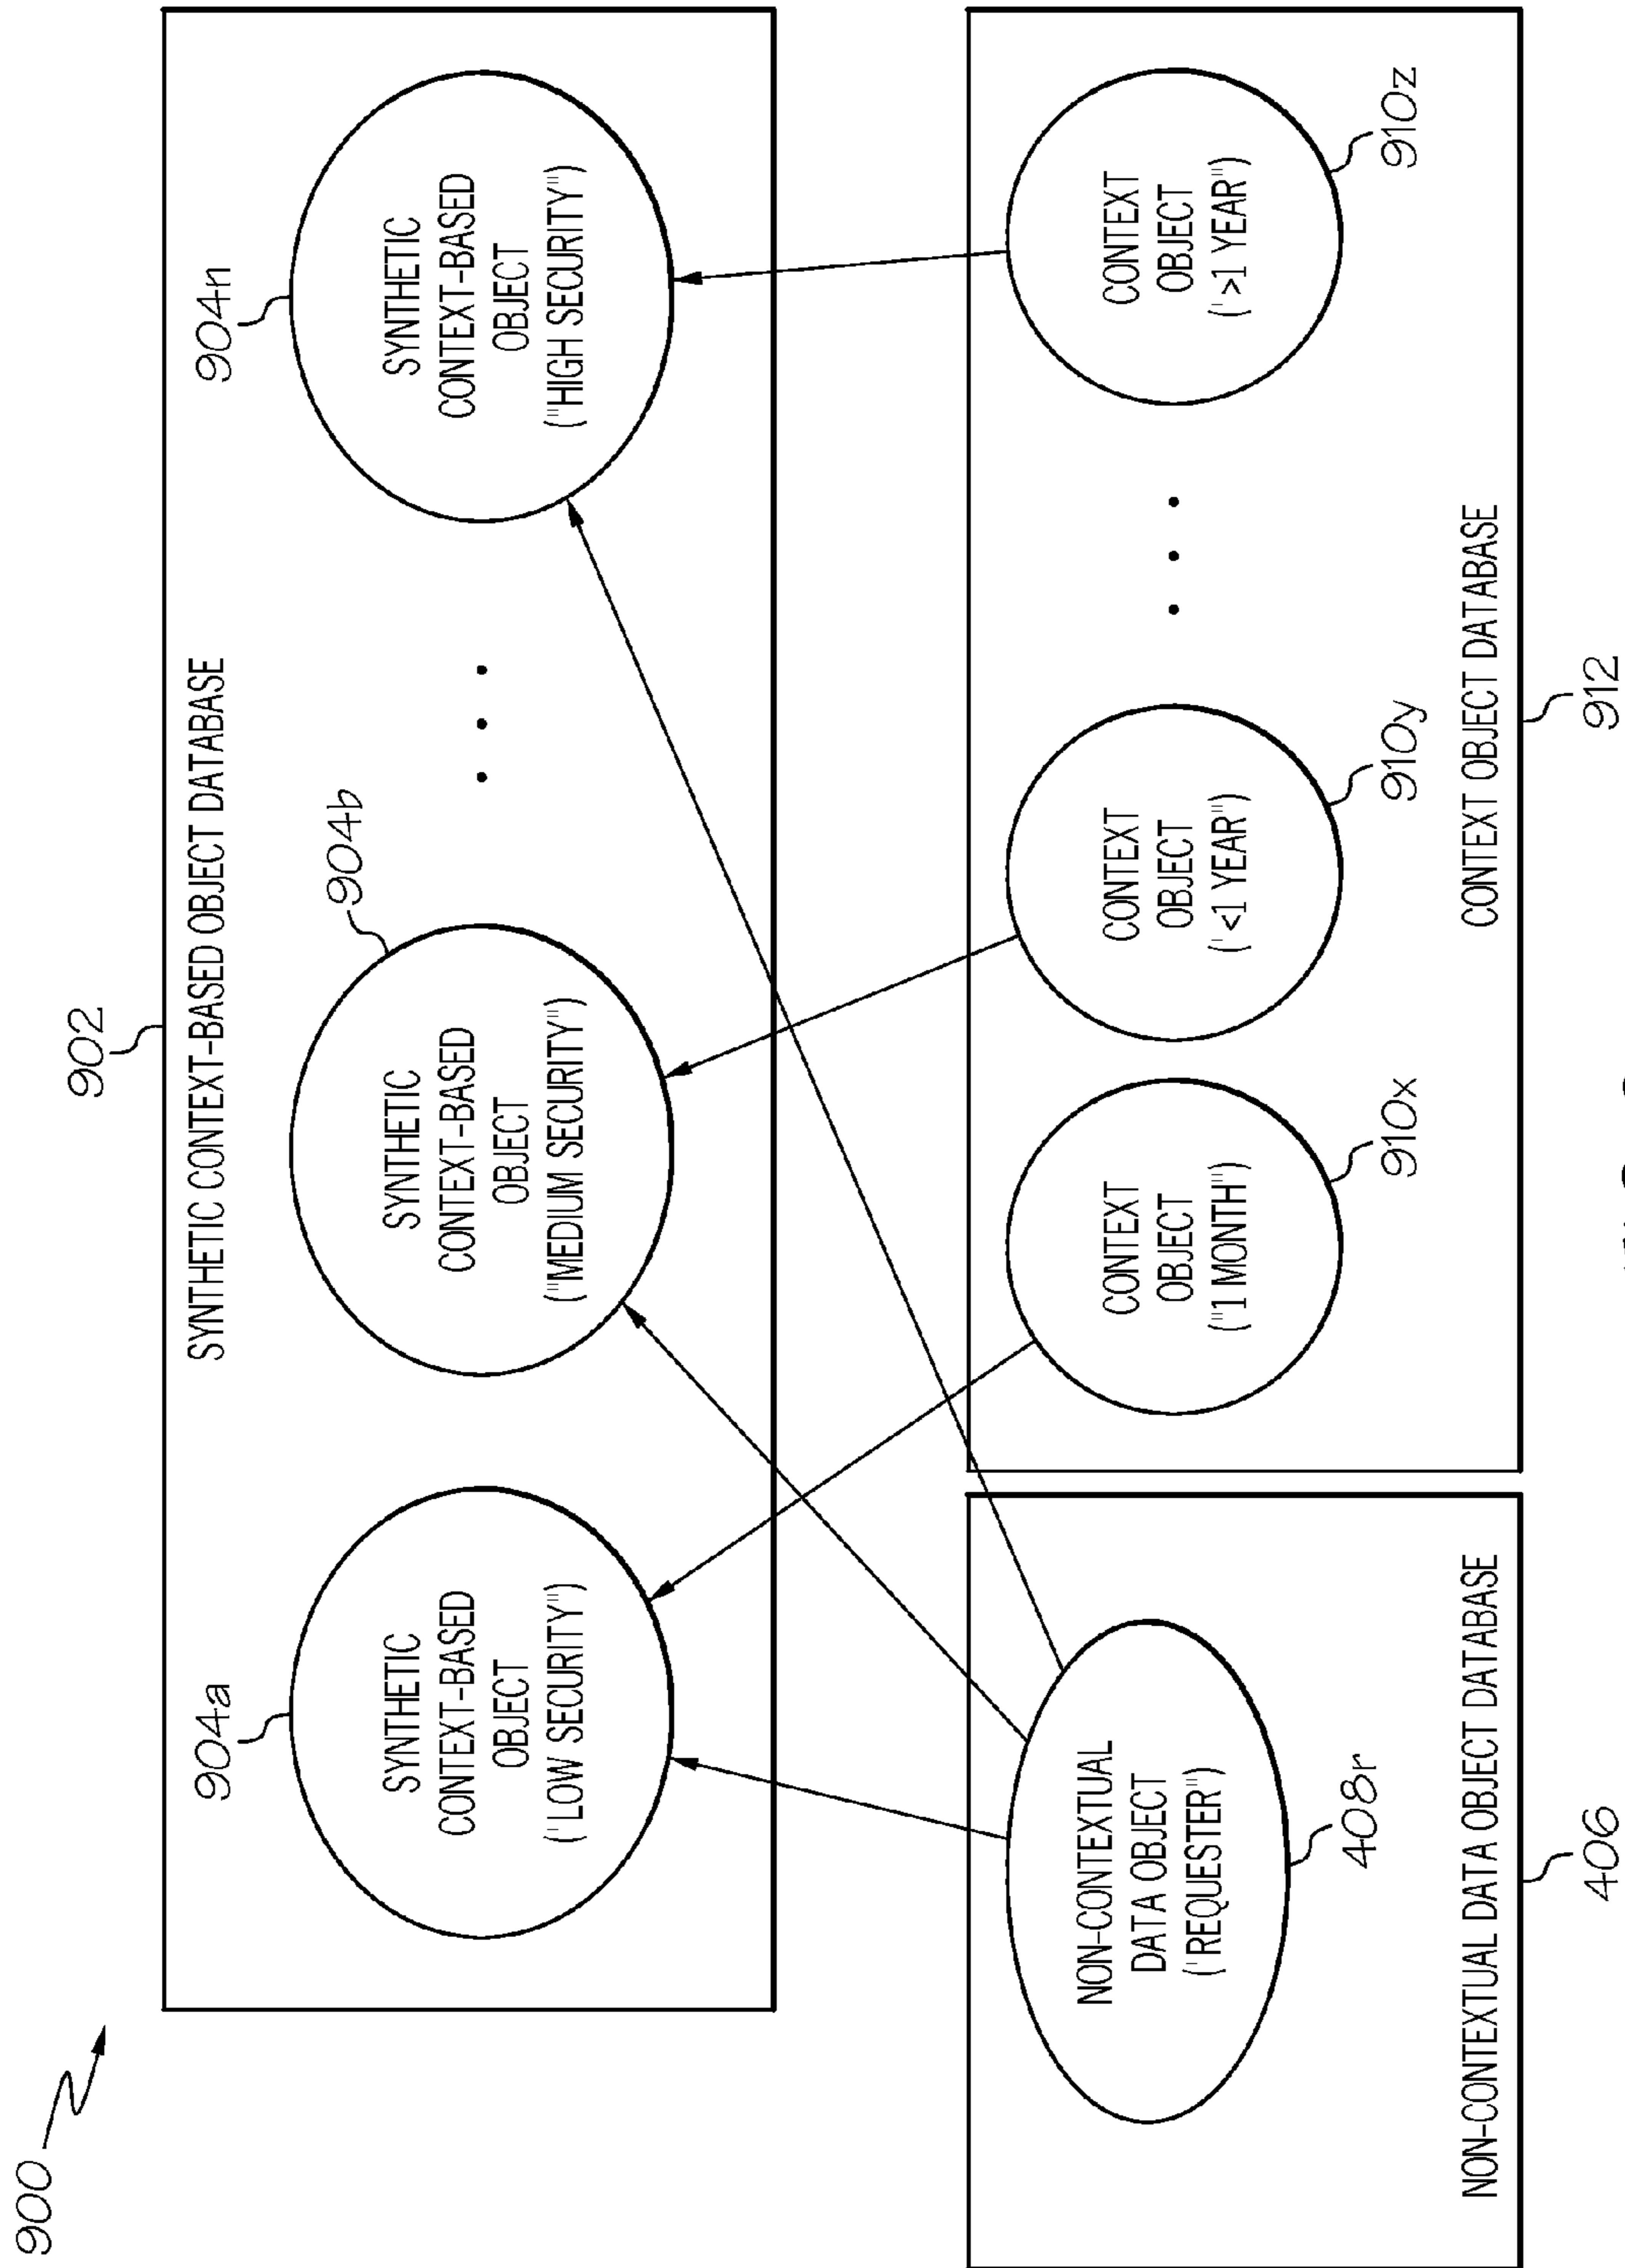 900
902
SYNTHETIC CONTEXT-BASED OBJECT DATABASE
904a
SYNTHETIC
CONTEXT-BASED
OBJECT
('LOW SECURITY")
904b
SYNTHETIC
CONTEXT-BASED
OBJECT
("MEDIUM SECURITY")
. . .
904n
SYNTHETIC
CONTEXT-BASED
OBJECT
("HIGH SECURITY")
NON-CONTEXTUAL
DATA OBJECT
('REQUESTER")
408r
NON-CONTEXTUAL DATA OBJECT DATABASE
406
CONTEXT
OBJECT
("1 MONTH")
910x
CONTEXT
OBJECT
(' <1 YEAR")
910y
. . .
CONTEXT
OBJECT
(' >1 YEAR")
910z
CONTEXT OBJECT DATABASE
912